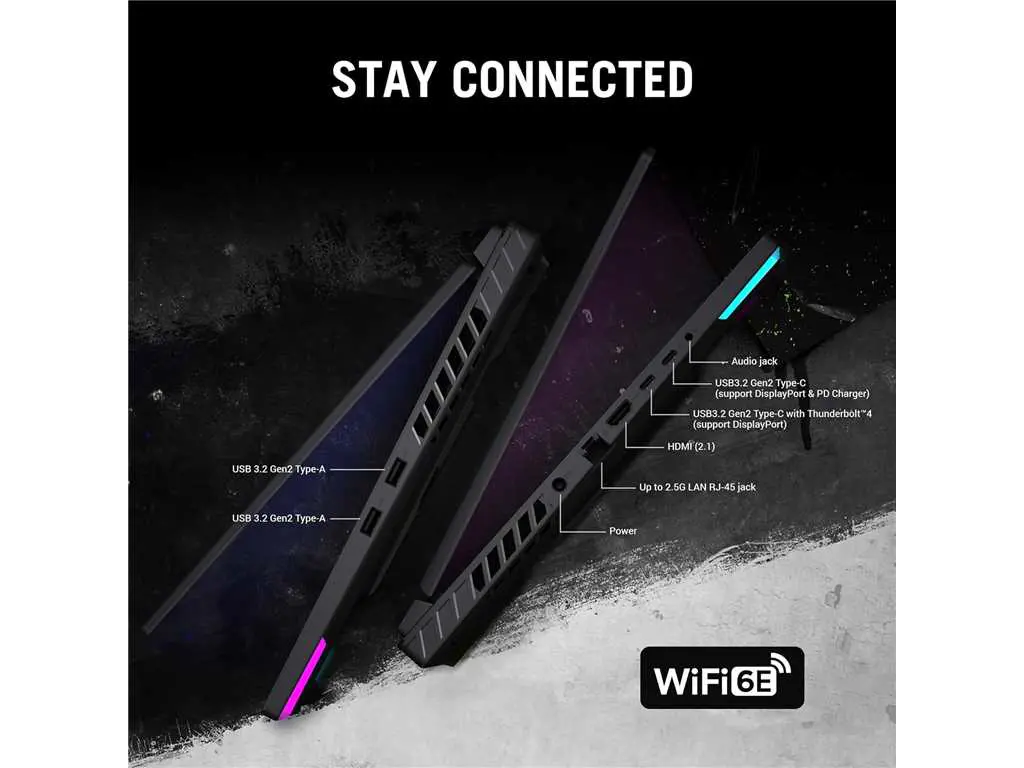 STAY CONNECTED
Audio jack
USB3.2 Gen2 Type-C
(support DisplayPort & PD Charger)
USB3.2 Gen2 Type-C with Thunderbolt™4
(support DisplayPort)
HDMI (2.1)
USB 3.2 Gen2 Type-A
Up to 2.5G LAN RJ-45 jack
USB 3.2 Gen2 Type-A
Power
WiFi 6E